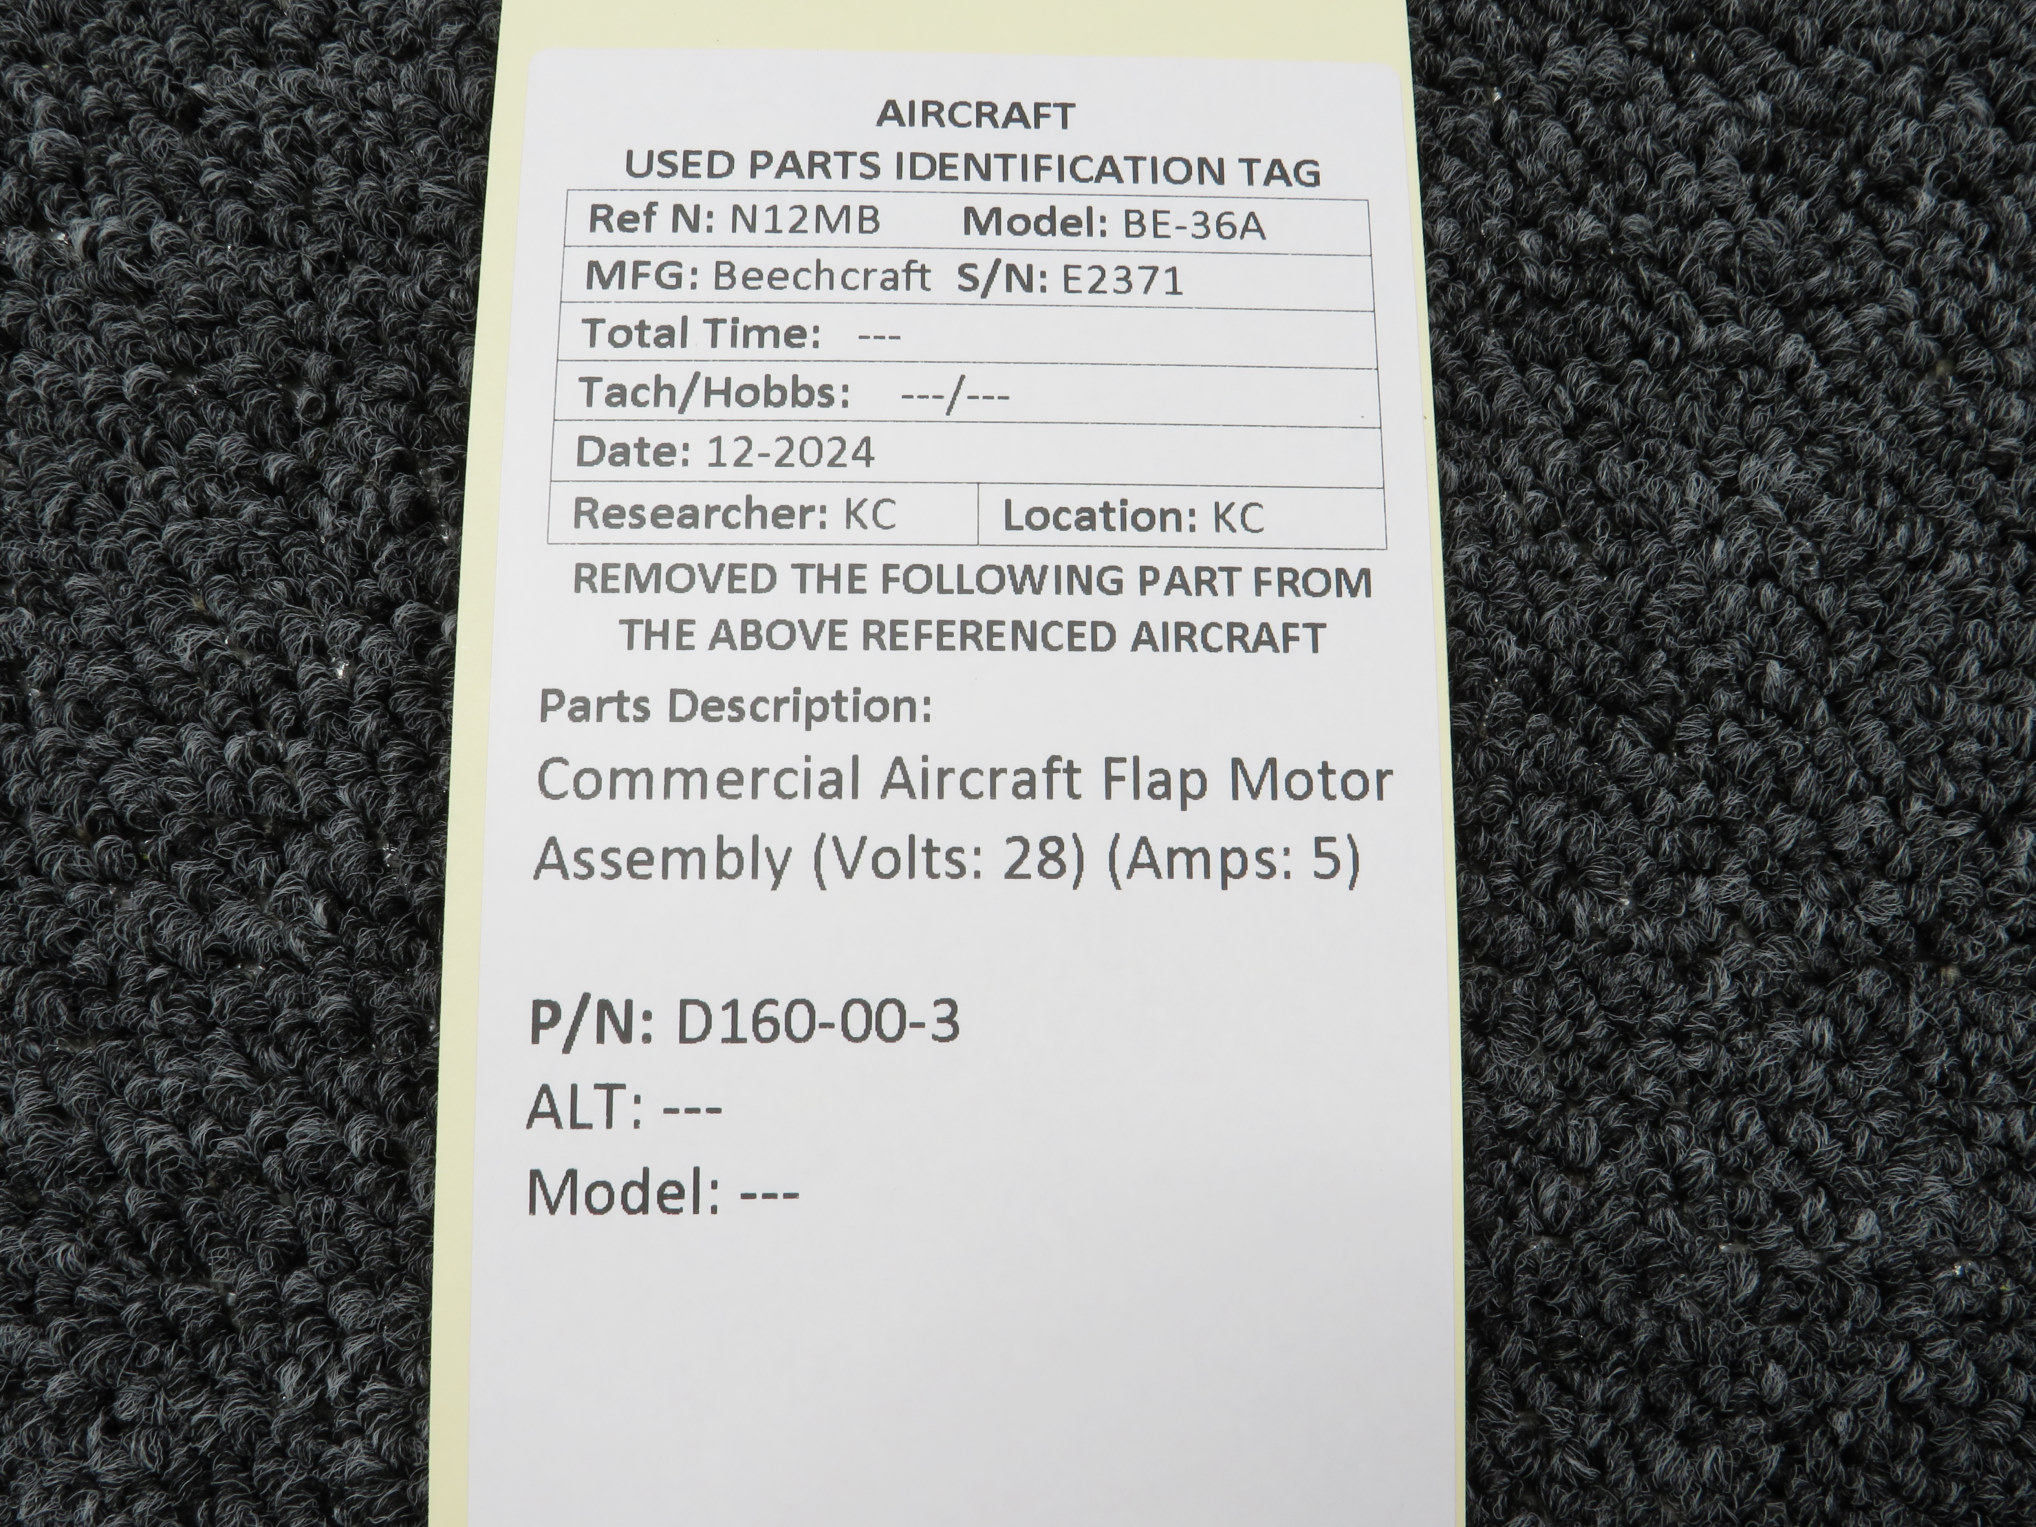 AIRCRAFT
USED PARTS IDENTIFICATION TAG
Ref N: N12MB Model: BE-36A
MFG: Beechcraft S/N: E2371
Total Time: ---
Tach/Hobbs: ---/---
Date: 12-2024
Researcher: KC Location: KC
REMOVED THE FOLLOWING PART FROM
THE ABOVE REFERENCED AIRCRAFT
Parts Description:
Commercial Aircraft Flap Motor
Assembly (Volts: 28) (Amps: 5)
P/N: D160-00-3
ALT: ---
Model: ---